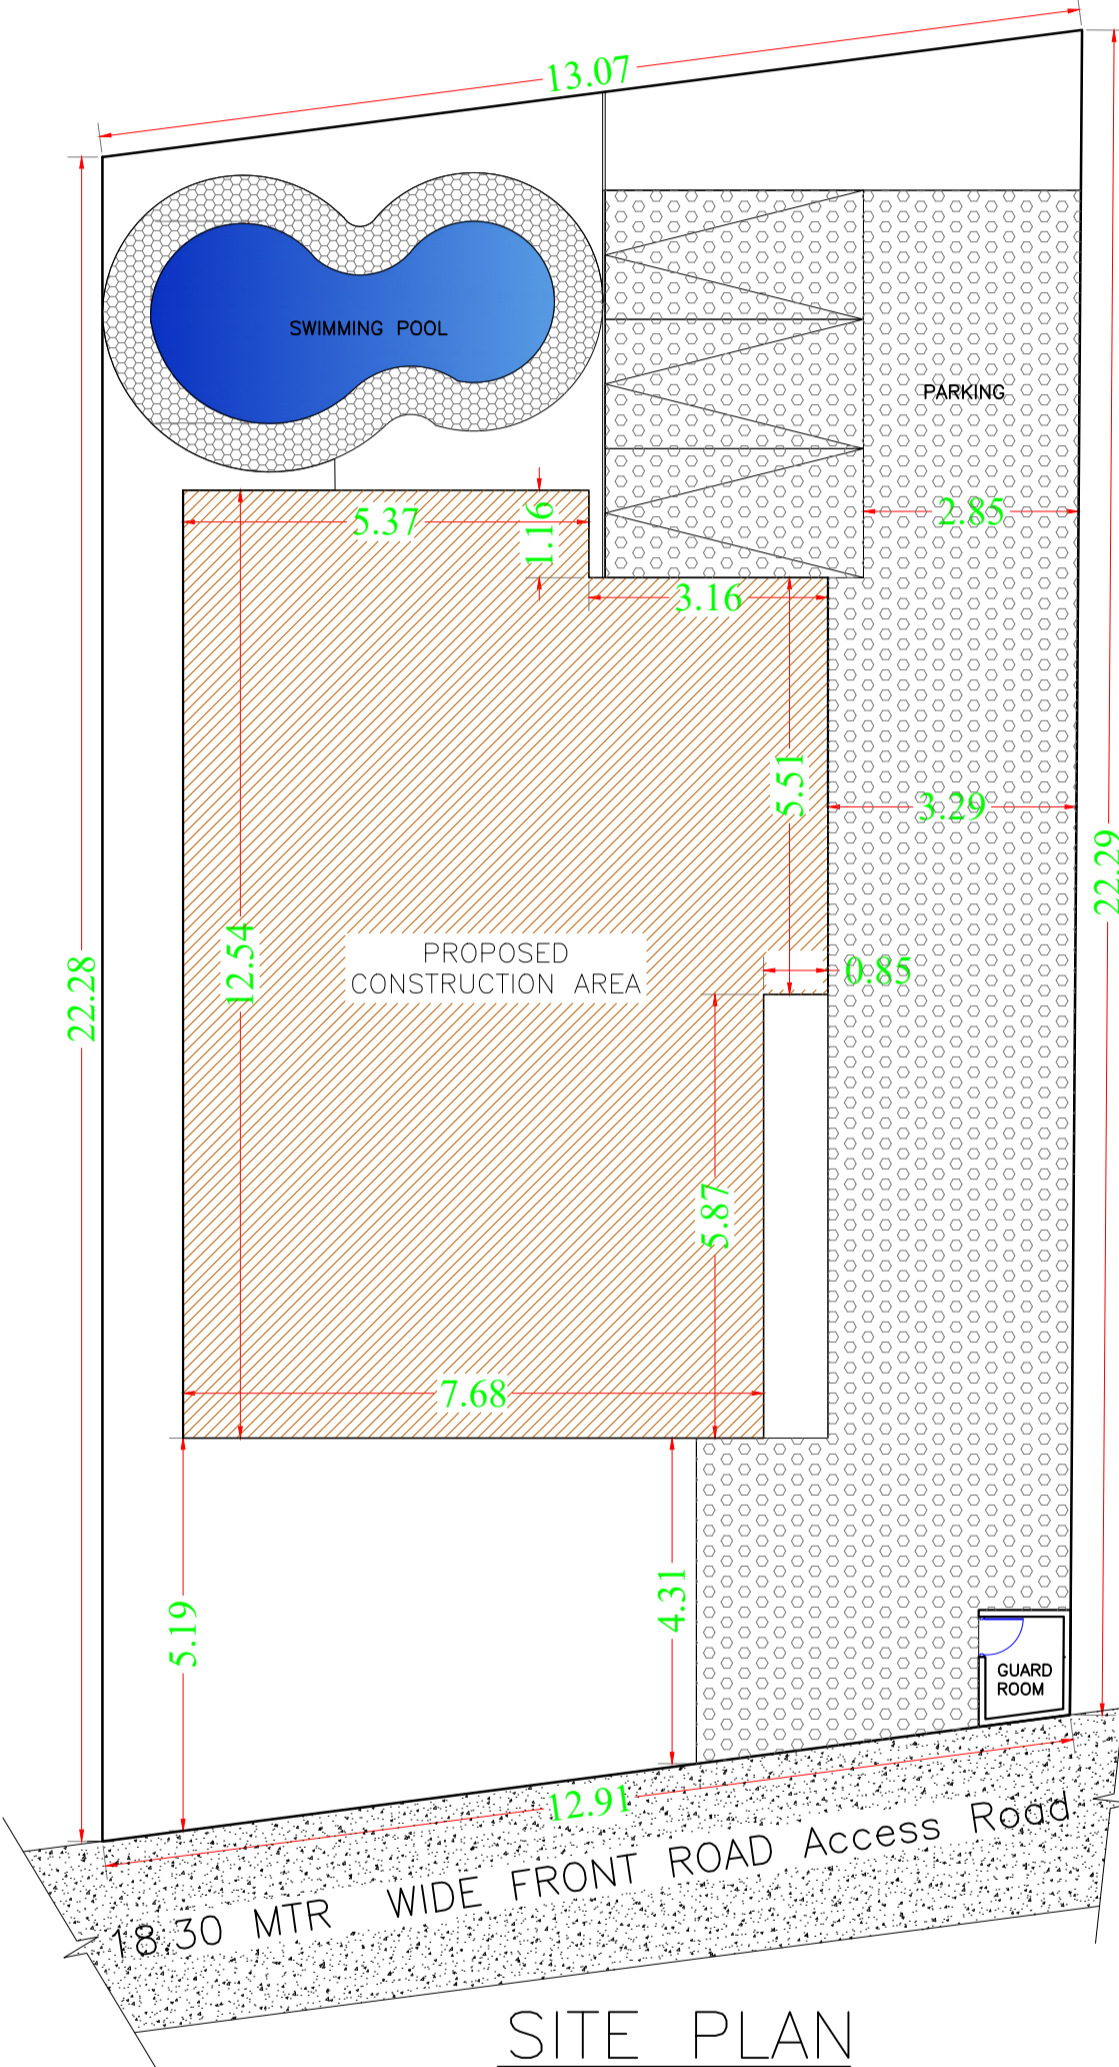 13.07
SWIMMING POOL
PARKING
5.37
1.16
2.85
3.16
5.51
3.29
22.29
12.54
PROPOSED
CONSTRUCTION AREA
0.85
22.28
5.87
7.68
5.19
4.31
GUARD
ROOM
12.91
18.30 MTR WIDE FRONT ROAD Access Road
SITE PLAN